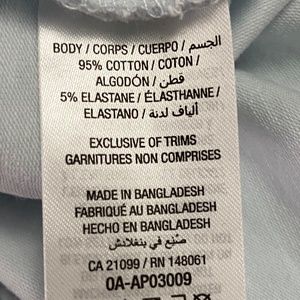 BODY / CORPS / CUERPO / الجسم
95% COTTON / COTON /
ALGODÓN / قطن
5% ELASTANE / ÉLASTHANNE /
ELASTANO / ألياف لدنة
EXCLUSIVE OF TRIMS
GARNITURES NON COMPRISES
MADE IN BANGLADESH
FABRIQUÉ AU BANGLADESH
HECHO EN BANGLADESH
صنع في بنغلادش
CA 21099 / RN 148061
0A-AP03009